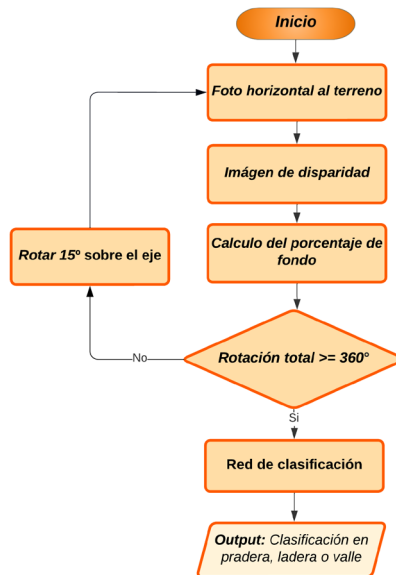 Inicio
Foto horizontal al terreno
Imágen de disparidad
Calculo del porcentaje de
fondo
Rotar 15º sobre el eje
Rotación total >= 360°
No
Si
Red de clasificación
Output: Clasificación en
pradera, ladera o valle